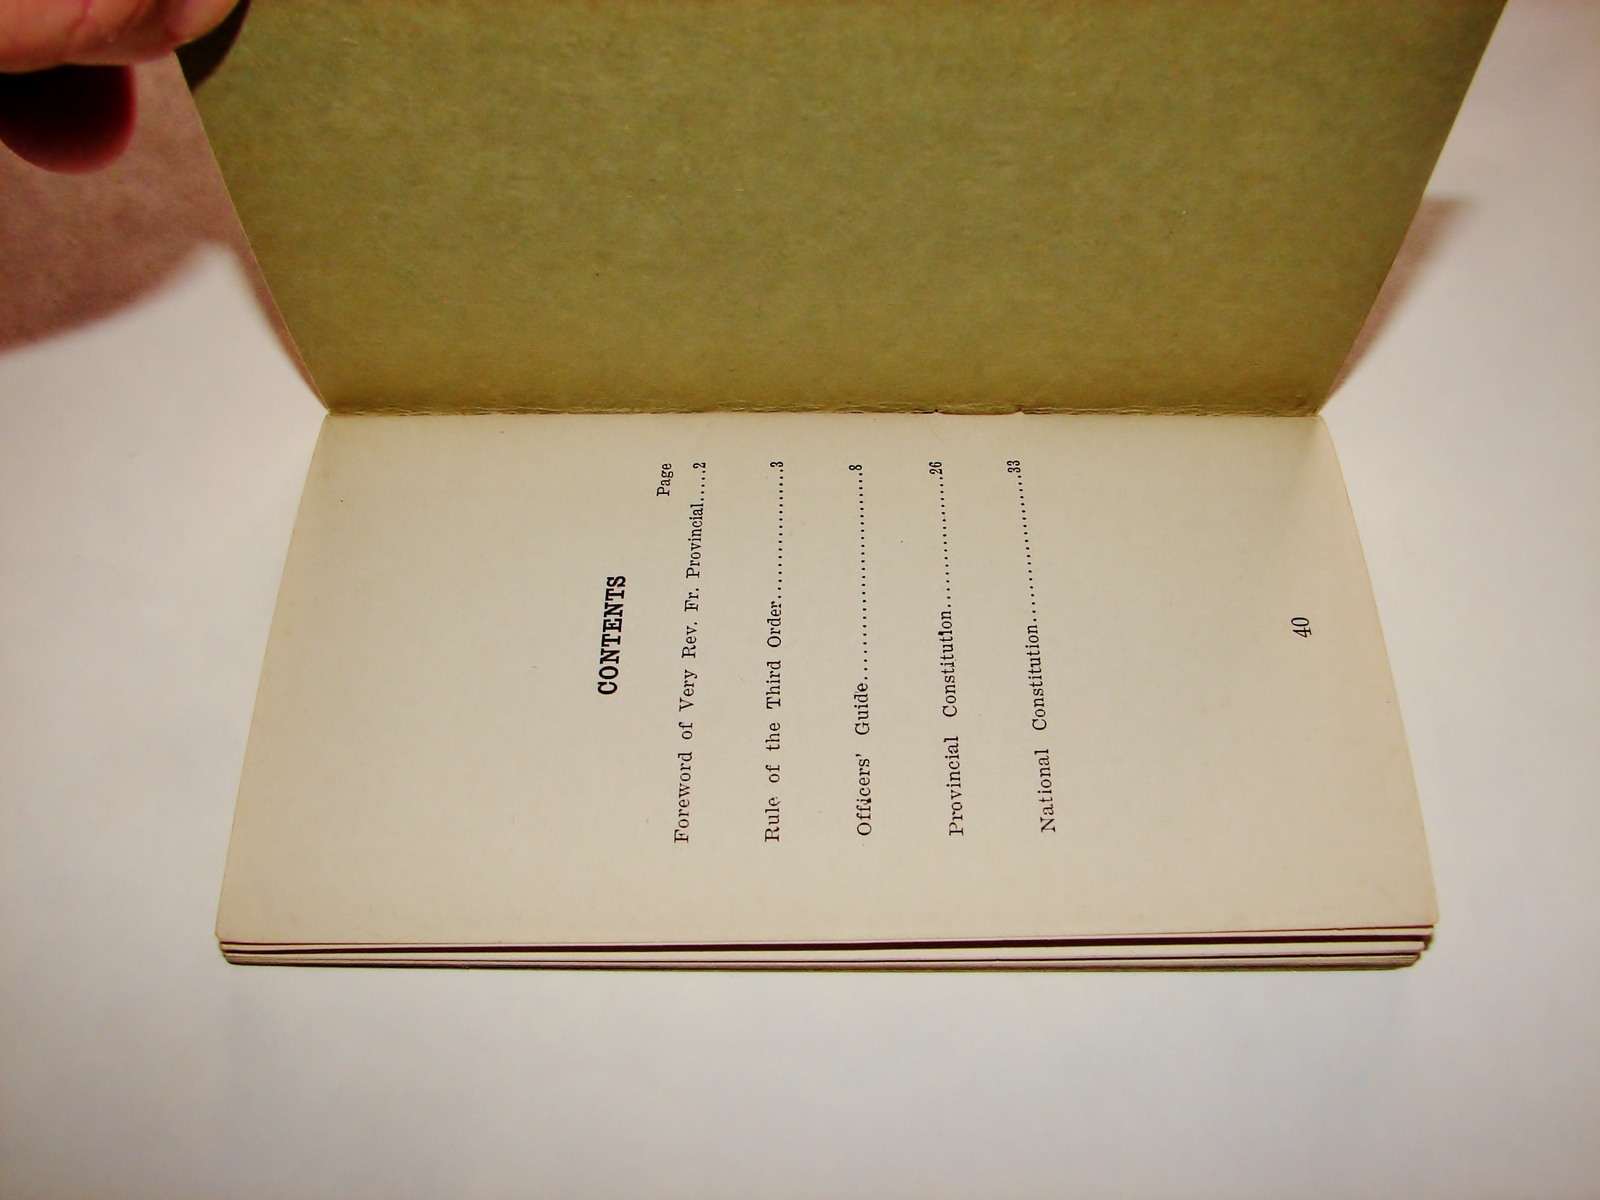 CONTENTS
Page
Foreword of Very Rev. Fr. Provincial.....2
Rule of the Third Order.................3
Officers' Guide..........................8
Provincial Constitution.................26
National Constitution...................33
40